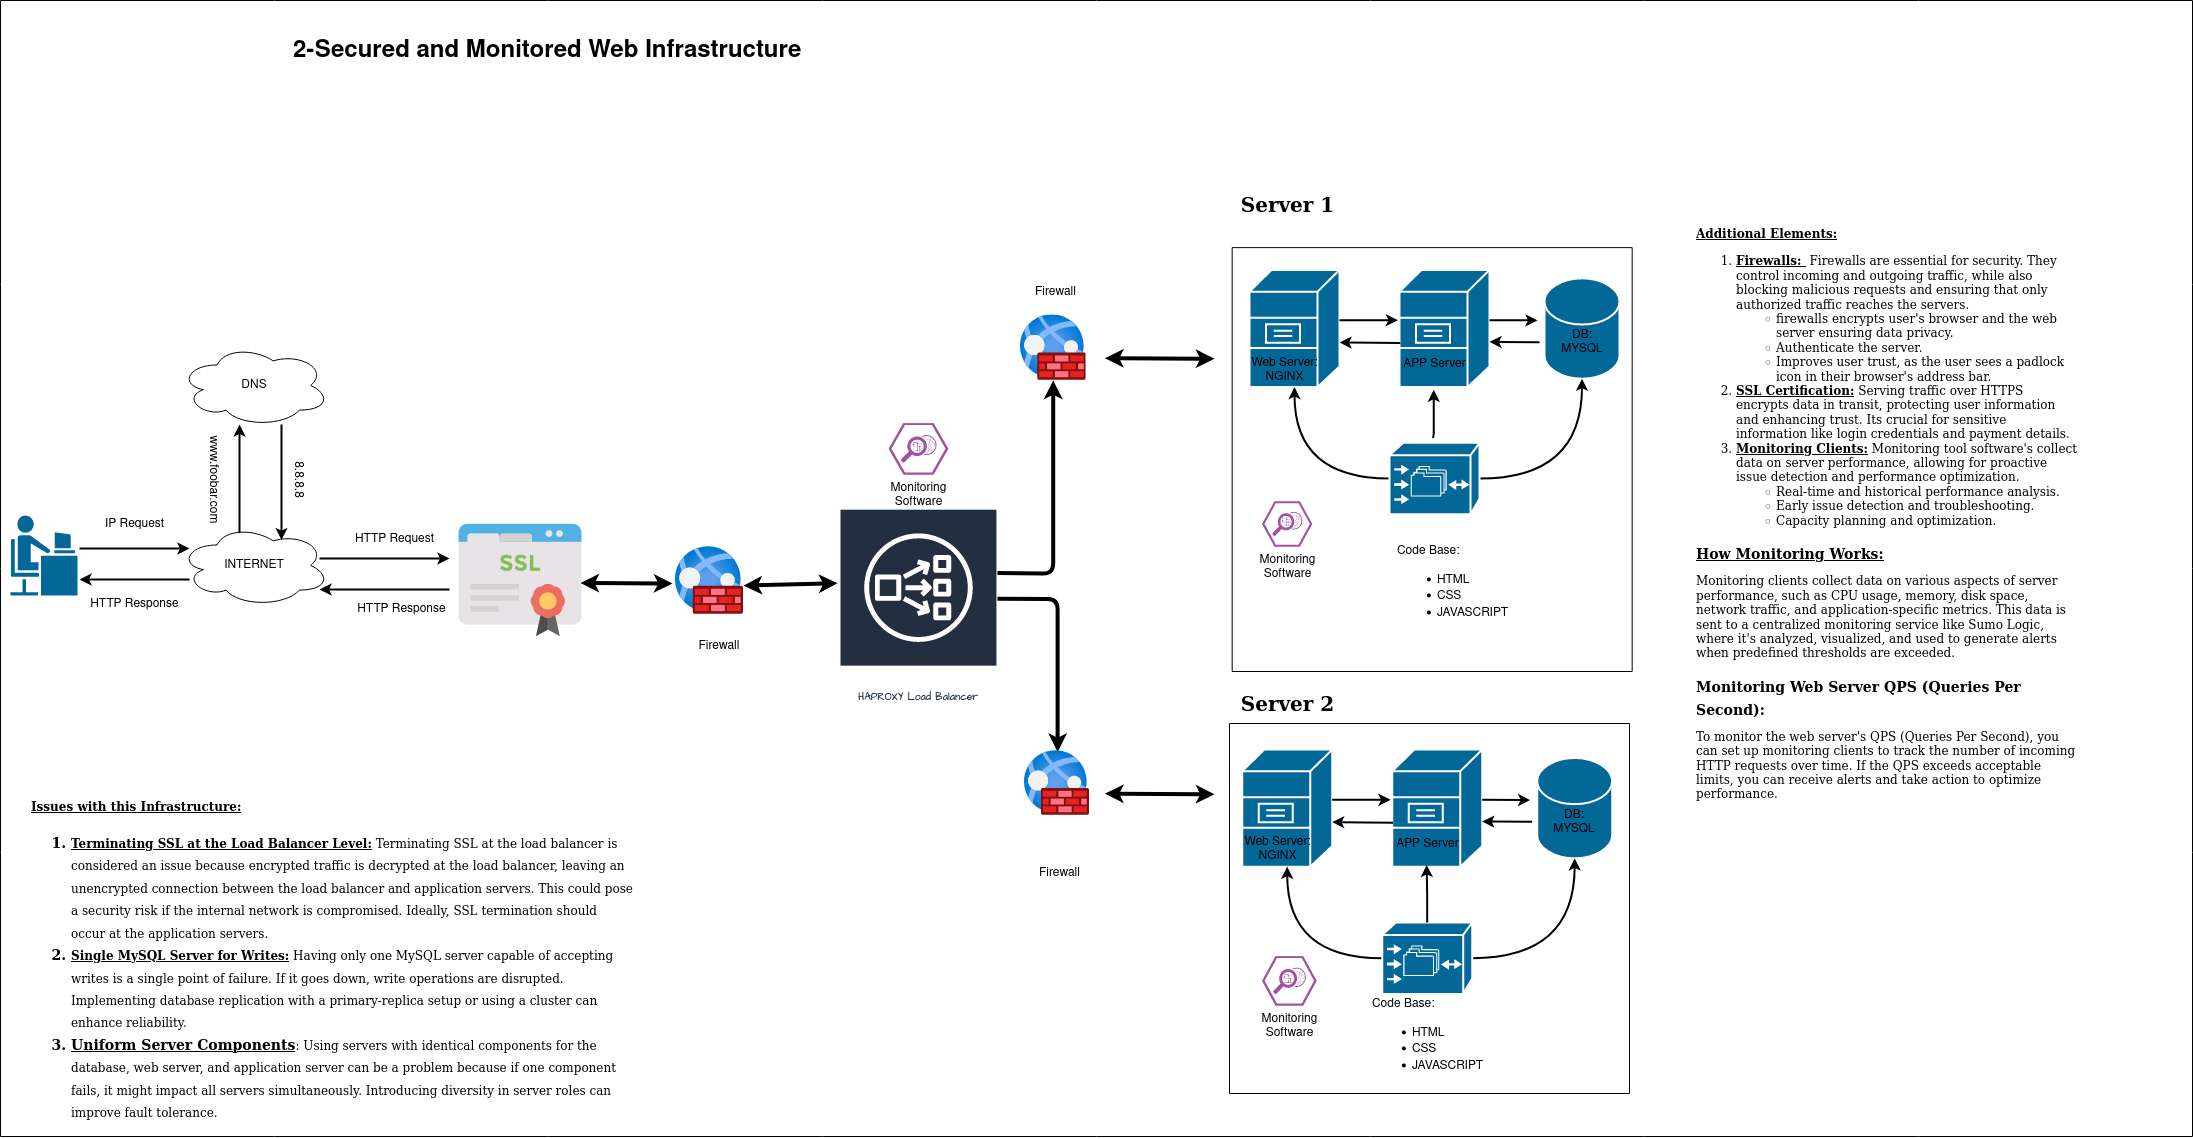 2-Secured and Monitored Web Infrastructure
DNS
www.foobar.com
8.8.8.8
IP Request
HTTP Response
INTERNET
HTTP Request
HTTP Response
SSL
Firewall
Monitoring
Software
HAPROXY Load Balancer
Firewall
Firewall
Server 1
Web Server:
NGINX
APP Server
DB:
MYSQL
Monitoring
Software
Code Base:
• HTML
• CSS
• JAVASCRIPT
Server 2
Web Server:
NGINX
APP Server
DB:
MYSQL
Monitoring
Software
Code Base:
• HTML
• CSS
• JAVASCRIPT
Additional Elements:
1. Firewalls:  Firewalls are essential for security. They
control incoming and outgoing traffic, while also
blocking malicious requests and ensuring that only
authorized traffic reaches the servers.
◦ firewalls encrypts user's browser and the web
server ensuring data privacy.
◦ Authenticate the server.
◦ Improves user trust, as the user sees a padlock
icon in their browser's address bar.
2. SSL Certification: Serving traffic over HTTPS
encrypts data in transit, protecting user information
and enhancing trust. Its crucial for sensitive
information like login credentials and payment details.
3. Monitoring Clients: Monitoring tool software's collect
data on server performance, allowing for proactive
issue detection and performance optimization.
◦ Real-time and historical performance analysis.
◦ Early issue detection and troubleshooting.
◦ Capacity planning and optimization.
How Monitoring Works:
Monitoring clients collect data on various aspects of server
performance, such as CPU usage, memory, disk space,
network traffic, and application-specific metrics. This data is
sent to a centralized monitoring service like Sumo Logic,
where it's analyzed, visualized, and used to generate alerts
when predefined thresholds are exceeded.
Monitoring Web Server QPS (Queries Per
Second):
To monitor the web server's QPS (Queries Per Second), you
can set up monitoring clients to track the number of incoming
HTTP requests over time. If the QPS exceeds acceptable
limits, you can receive alerts and take action to optimize
performance.
Issues with this Infrastructure:
1. Terminating SSL at the Load Balancer Level: Terminating SSL at the load balancer is
considered an issue because encrypted traffic is decrypted at the load balancer, leaving an
unencrypted connection between the load balancer and application servers. This could pose
a security risk if the internal network is compromised. Ideally, SSL termination should
occur at the application servers.
2. Single MySQL Server for Writes: Having only one MySQL server capable of accepting
writes is a single point of failure. If it goes down, write operations are disrupted.
Implementing database replication with a primary-replica setup or using a cluster can
enhance reliability.
3. Uniform Server Components: Using servers with identical components for the
database, web server, and application server can be a problem because if one component
fails, it might impact all servers simultaneously. Introducing diversity in server roles can
improve fault tolerance.